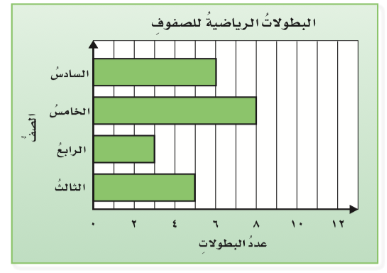 البطولاتُ الرياضيةُ للصفوفِ
السادسُ
الخامسُ
الرابعُ
الثالثُ
الصفُّ
٠ ٢ ٤ ٦ ٨ ١٠ ١٢
عددُ البطولاتِ